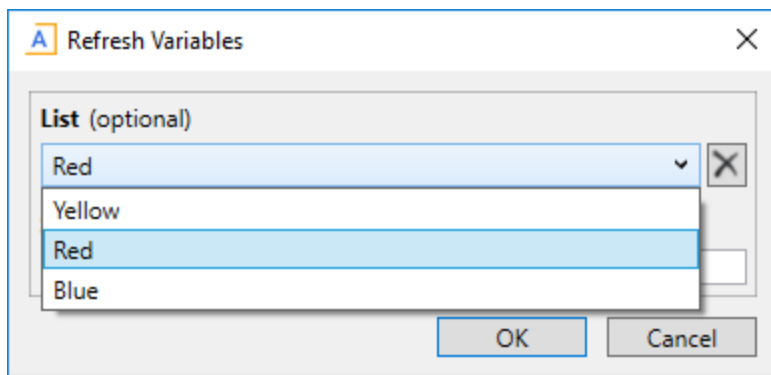 A Refresh Variables
List (optional)
Red
Yellow
Red
Blue
OK
Cancel